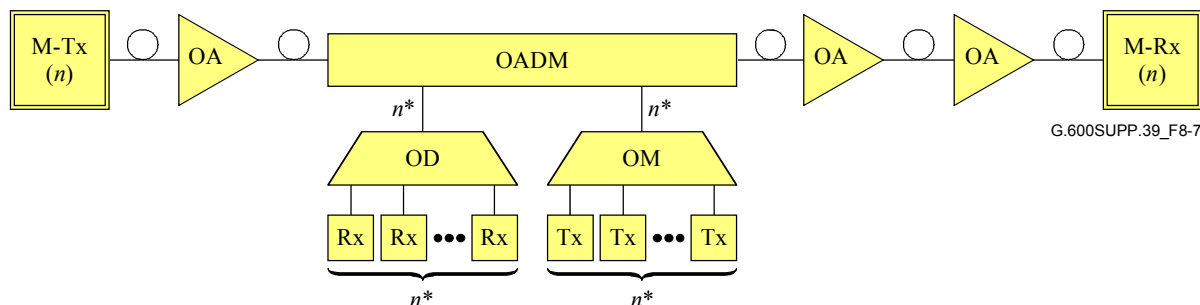 M-Tx
(n)
OA
OADM
OA
OA
M-Rx
(n)
G.600SUPP.39_F8-7
n*
n*
OD
OM
Rx
Rx
•••
Rx
Tx
Tx
•••
Tx
n*
n*